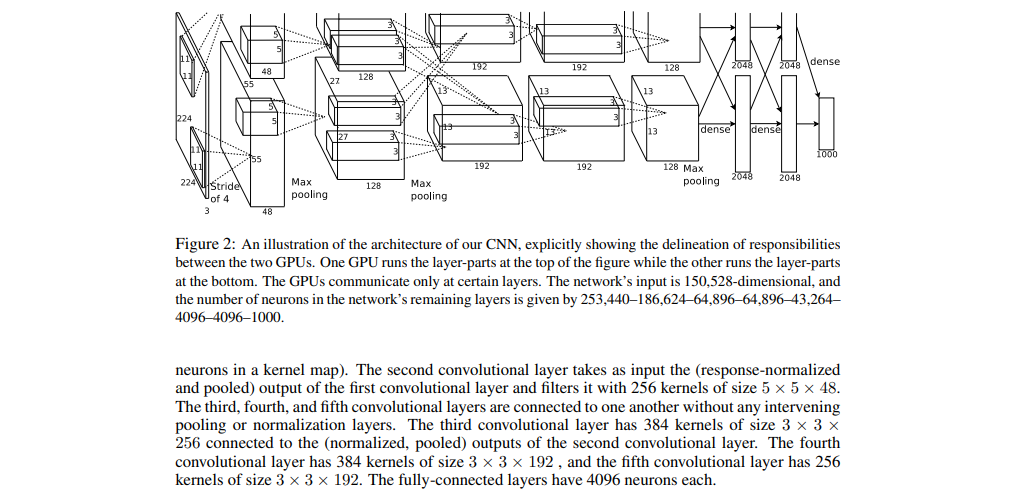 3
3
3
5
5
3
3
11
11
48
55
27
128
192
192
128
2048
2048
dense
5
5
224
13
13
13
3
3
3
3
27
3
3
13
3
3
13
13
dense
dense
11
11
55
192
192
128
Max
pooling
2048
2048
1000
224
Stride
of 4
Max
pooling
128
Max
pooling
3
48
Figure 2: An illustration of the architecture of our CNN, explicitly showing the delineation of responsibilities
between the two GPUs. One GPU runs the layer-parts at the top of the figure while the other runs the layer-parts
at the bottom. The GPUs communicate only at certain layers. The network's input is 150,528-dimensional, and
the number of neurons in the network's remaining layers is given by 253,440–186,624–64,896–64,896–43,264–
4096–4096–1000.
neurons in a kernel map). The second convolutional layer takes as input the (response-normalized
and pooled) output of the first convolutional layer and filters it with 256 kernels of size 5 × 5 × 48.
The third, fourth, and fifth convolutional layers are connected to one another without any intervening
pooling or normalization layers. The third convolutional layer has 384 kernels of size 3 × 3 ×
256 connected to the (normalized, pooled) outputs of the second convolutional layer. The fourth
convolutional layer has 384 kernels of size 3 × 3 × 192 , and the fifth convolutional layer has 256
kernels of size 3 × 3 × 192. The fully-connected layers have 4096 neurons each.